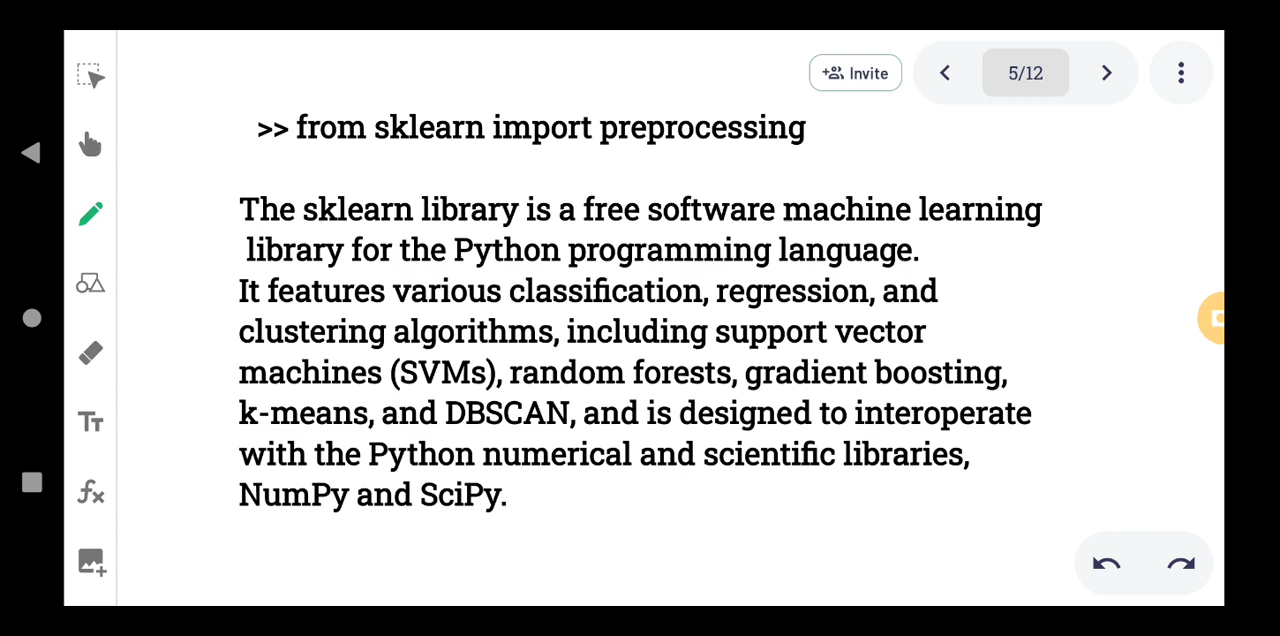 Invite
5/12
>> from sklearn import preprocessing
The sklearn library is a free software machine learning
library for the Python programming language.
It features various classification, regression, and
clustering algorithms, including support vector
machines (SVMs), random forests, gradient boosting,
k-means, and DBSCAN, and is designed to interoperate
with the Python numerical and scientific libraries,
NumPy and SciPy.
Tт
fx